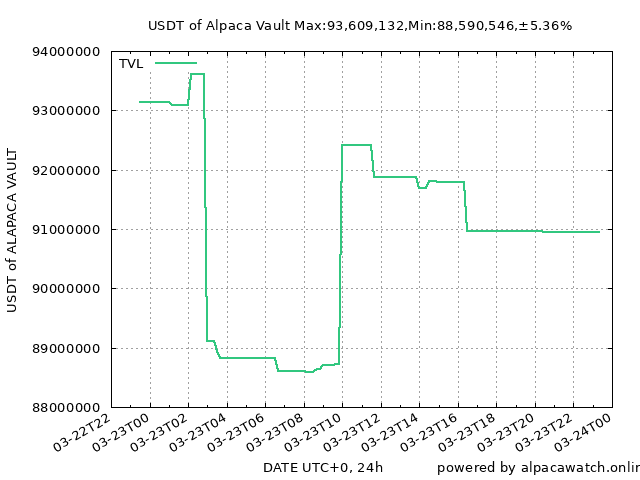 USDT of Alpaca Vault Max:93,609,132,Min:88,590,546,±5.36%
94000000
TVL
93000000
92000000
91000000
90000000
89000000
88000000
USDT of ALAPACA VAULT
03-22T22
03-23T00
03-23T02
03-23T04
03-23T06
03-23T08
03-23T10
03-23T12
03-23T14
03-23T16
03-23T18
03-23T20
03-23T22
03-24T00
DATE UTC+0, 24h
powered by alpacawatch.onlin